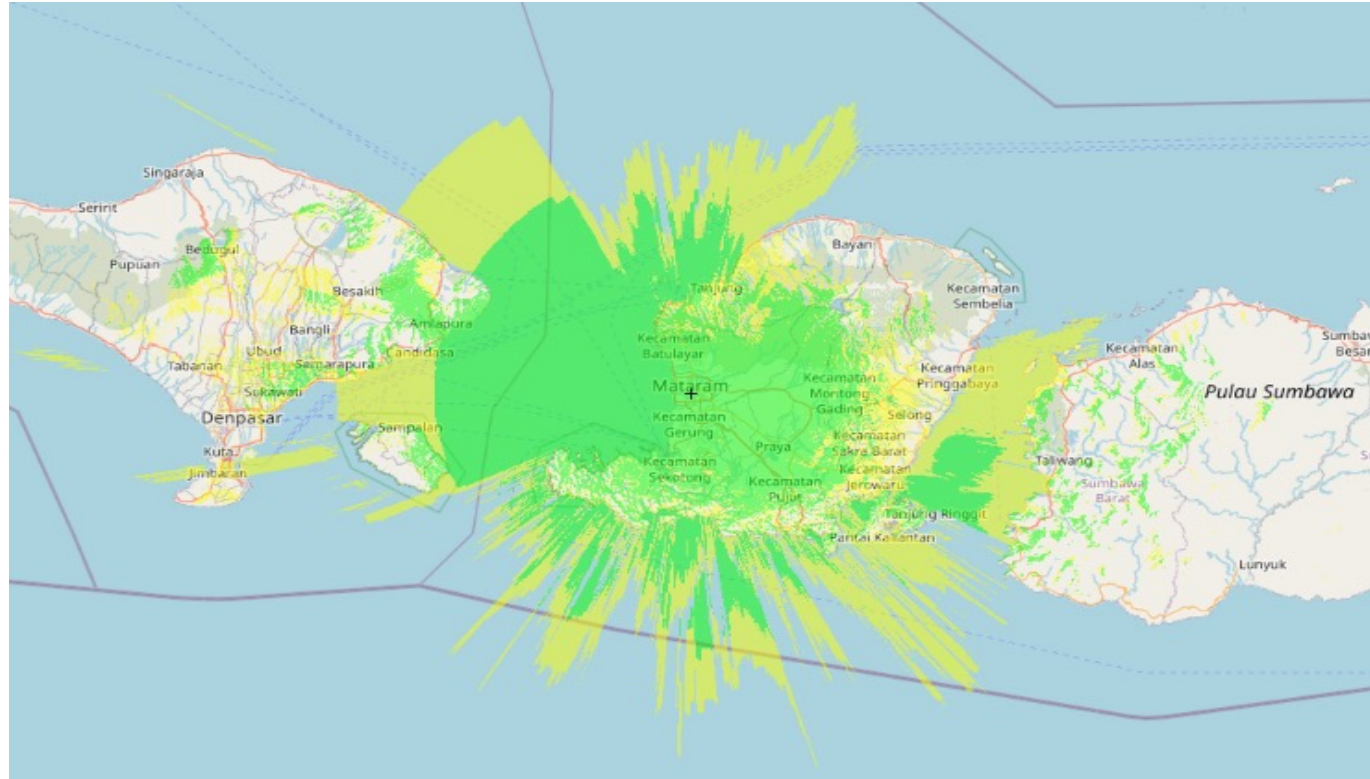 Singaraja
Seririt
Pupuan
Bedugul
Besakih
Bangli
Amlapura
Tabanan
Ubud
Semarapura
Candidasa
Sukawati
Denpasar
Sampalan
Kuta
Jimbaran
Tanjung
Bayan
Kecamatan
Sembelia
Kecamatan
Batulayar
Mataram
Kecamatan
Gerung
Kecamatan
Montong
Gading
Kecamatan
Pringgabaya
Selong
Praya
Kecamatan
Sakra Barat
Kecamatan
Sekotong
Kecamatan
Pujut
Kecamatan
Jerowaru
Tanjung Ringgit
Pantai Kaliantan
Kecamatan
Alas
Pulau Sumbawa
Taliwang
Sumbawa
Barat
Lunyuk